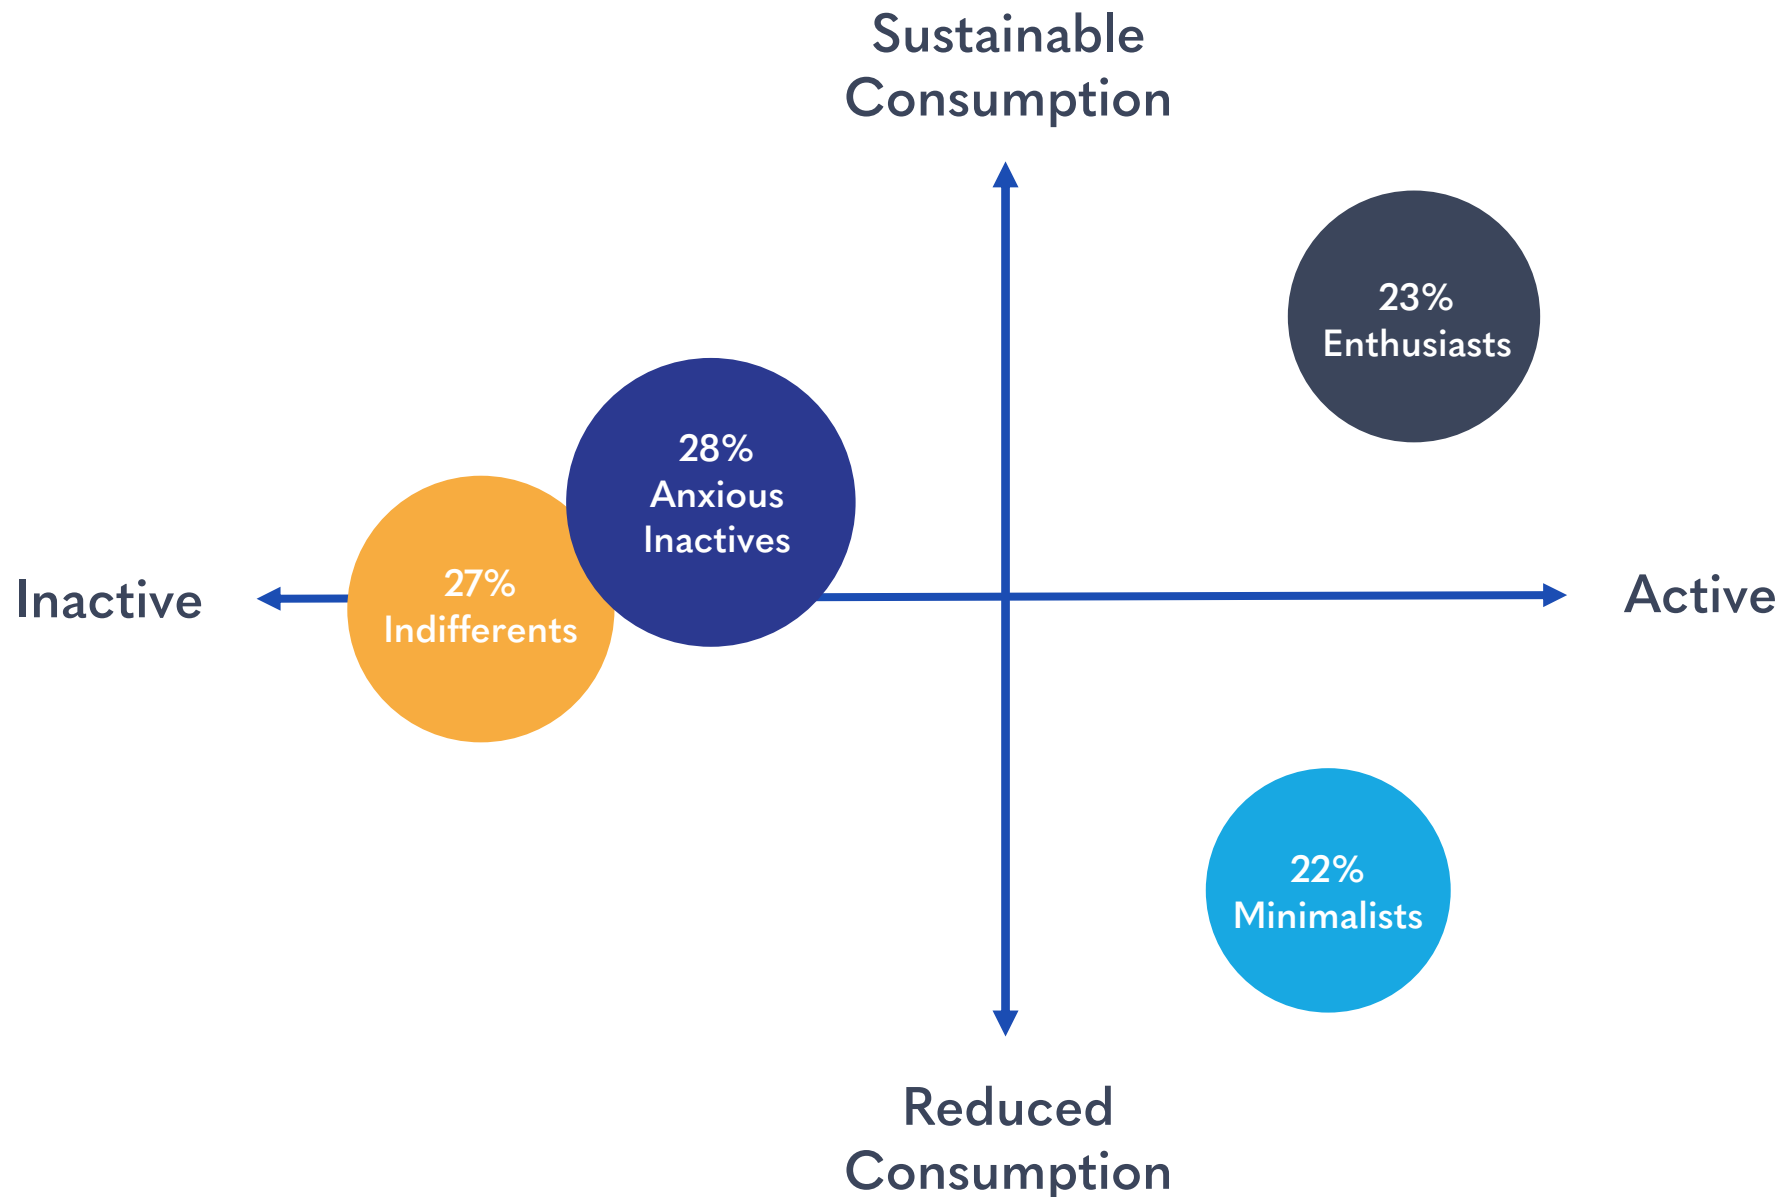 Sustainable
Consumption
23%
Enthusiasts
28%
Anxious
Inactives
27%
Indifferents
Inactive
Active
22%
Minimalists
Reduced
Consumption